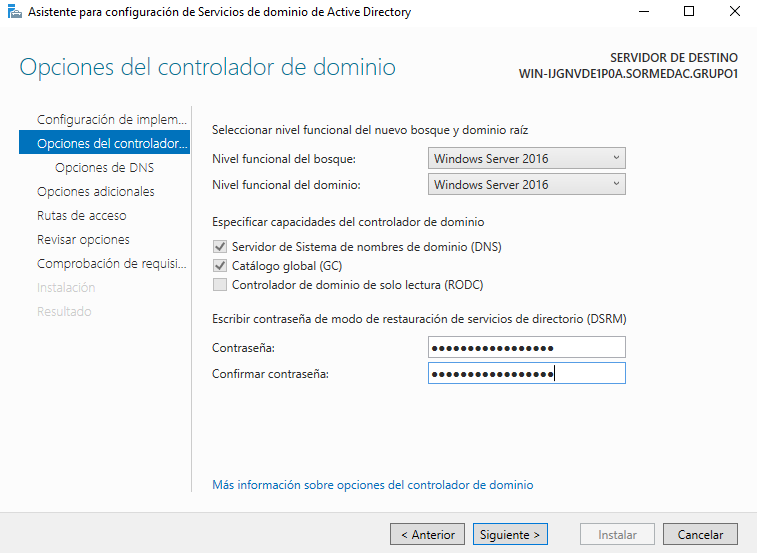 Asistente para configuración de Servicios de dominio de Active Directory
Opciones del controlador de dominio
SERVIDOR DE DESTINO
WIN-IJGNVDE1P0A.SORMEDAC.GRUPO1
Configuración de implem...
Opciones del controlador...
Opciones de DNS
Opciones adicionales
Rutas de acceso
Revisar opciones
Comprobación de requisi...
Instalación
Resultado
Seleccionar nivel funcional del nuevo bosque y dominio raíz
Nivel funcional del bosque: Windows Server 2016
Nivel funcional del dominio: Windows Server 2016
Especificar capacidades del controlador de dominio
Servidor de Sistema de nombres de dominio (DNS)
Catálogo global (GC)
Controlador de dominio de solo lectura (RODC)
Escribir contraseña de modo de restauración de servicios de directorio (DSRM)
Contraseña: •••••••••••••••••
Confirmar contraseña: •••••••••••••••••
Más información sobre opciones del controlador de dominio
< Anterior Siguiente > Instalar Cancelar